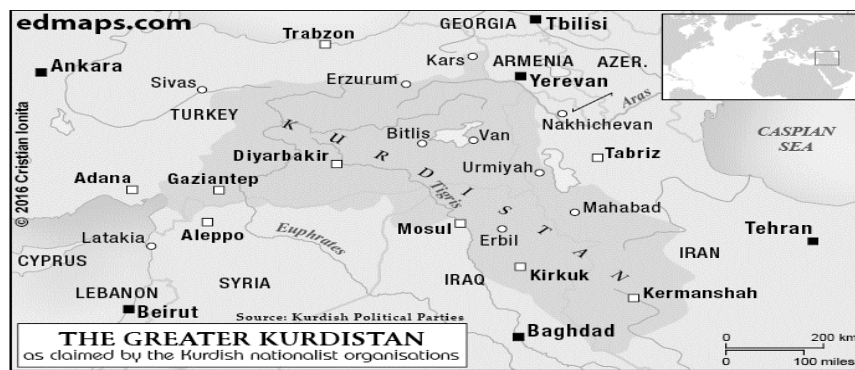 edmaps.com
GEORGIA
Tbilisi
Trabzon
Kars
ARMENIA
AZER.
Ankara
Sivas
Erzurum
Yerevan
Aras
TURKEY
Nakhichevan
CASPIAN
SEA
Bitlis
Van
KURDISTAN
Diyarbakir
Tabriz
Urmiyah
Adana
Gaziantep
Tigris
Mahabad
Aleppo
Euphrates
Mosul
Erbil
Tehran
Latakia
IRAN
CYPRUS
SYRIA
IRAQ
Kirkuk
LEBANON
Kermanshah
Beirut
Source: Kurdish Political Parties
Baghdad
THE GREATER KURDISTAN
as claimed by the Kurdish nationalist organisations
0 200 km
0 100 miles
© 2016 Cristian Ionita